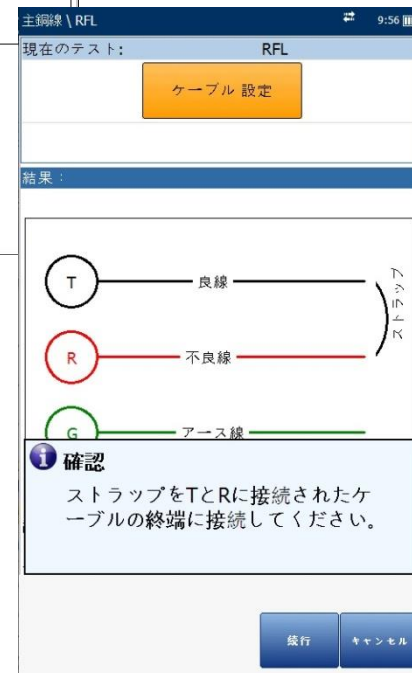 主銅線 \ RFL 9:56
現在のテスト: RFL
ケーブル 設定
結果:
T 良線
ストラップ
R 不良線
G アース線
確認
ストラップをTとRに接続されたケ
ーブルの終端に接続してください。
続行 キャンセル